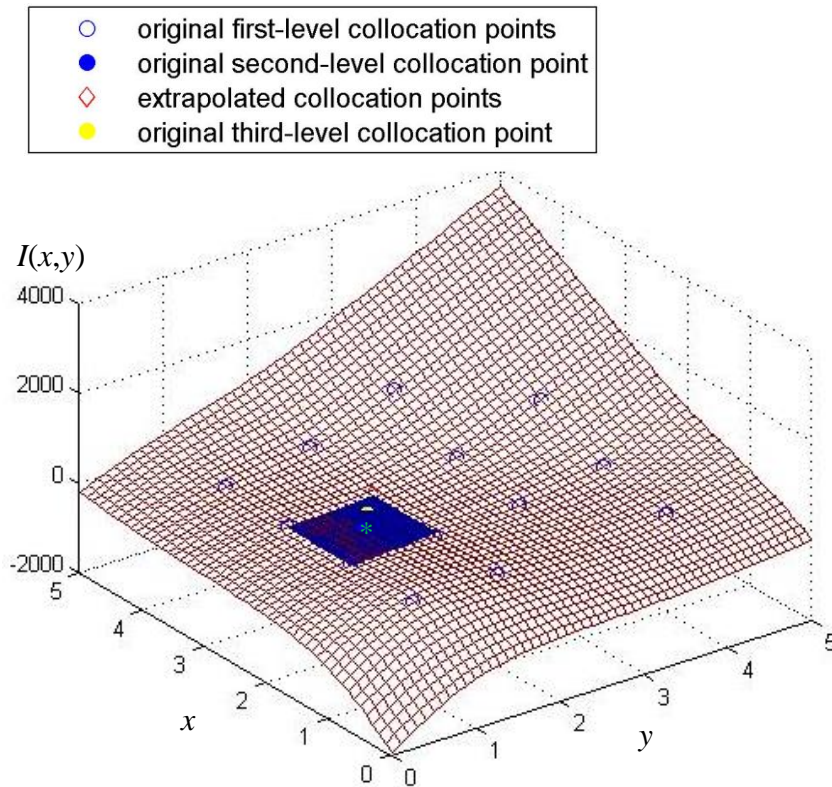 original first-level collocation points
original second-level collocation point
extrapolated collocation points
original third-level collocation point
I(x,y)
4000
2000
0
-2000
5
4
3
2
1
0
x
0
1
2
3
4
5
y
*